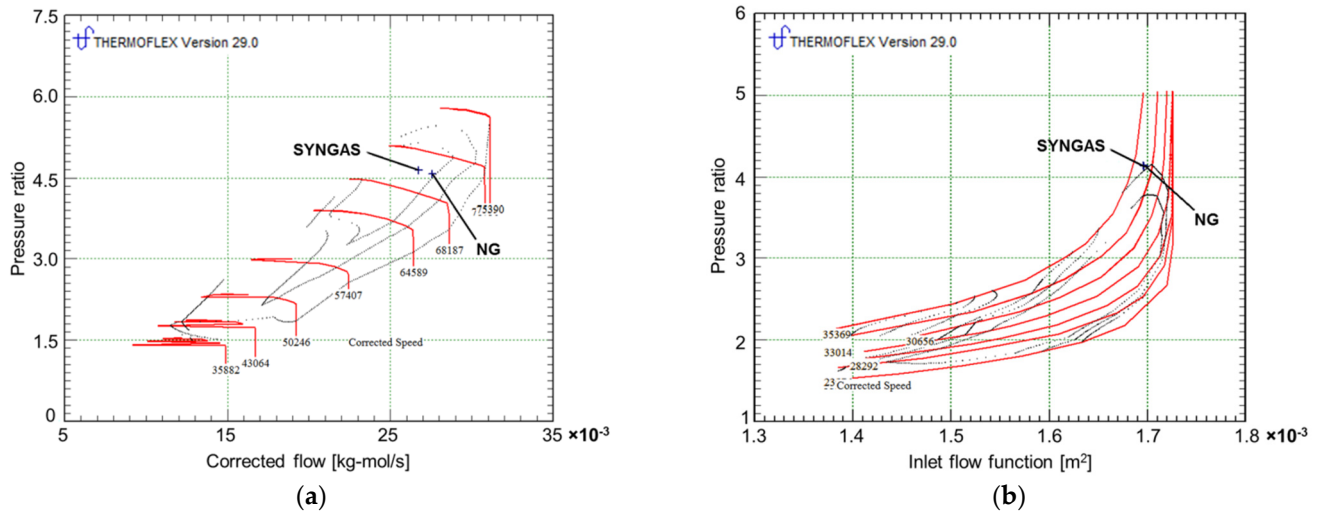 (a)
7.5
THERMOFLEX Version 29.0
6.0
SYNGAS
4.5
75390
NG
68187
64589
3.0
57407
50246
Corrected Speed
1.5
43064
35882
0
Pressure ratio
5
15
25
35
×10-3
Corrected flow [kg-mol/s]
(a)
(b)
6
THERMOFLEX Version 29.0
5
SYNGAS
4
NG
3
35369
30656
2
33014
28292
Corrected Speed
1
Pressure ratio
1.3
1.4
1.5
1.6
1.7
1.8
×10-3
Inlet flow function [m2]
(b)